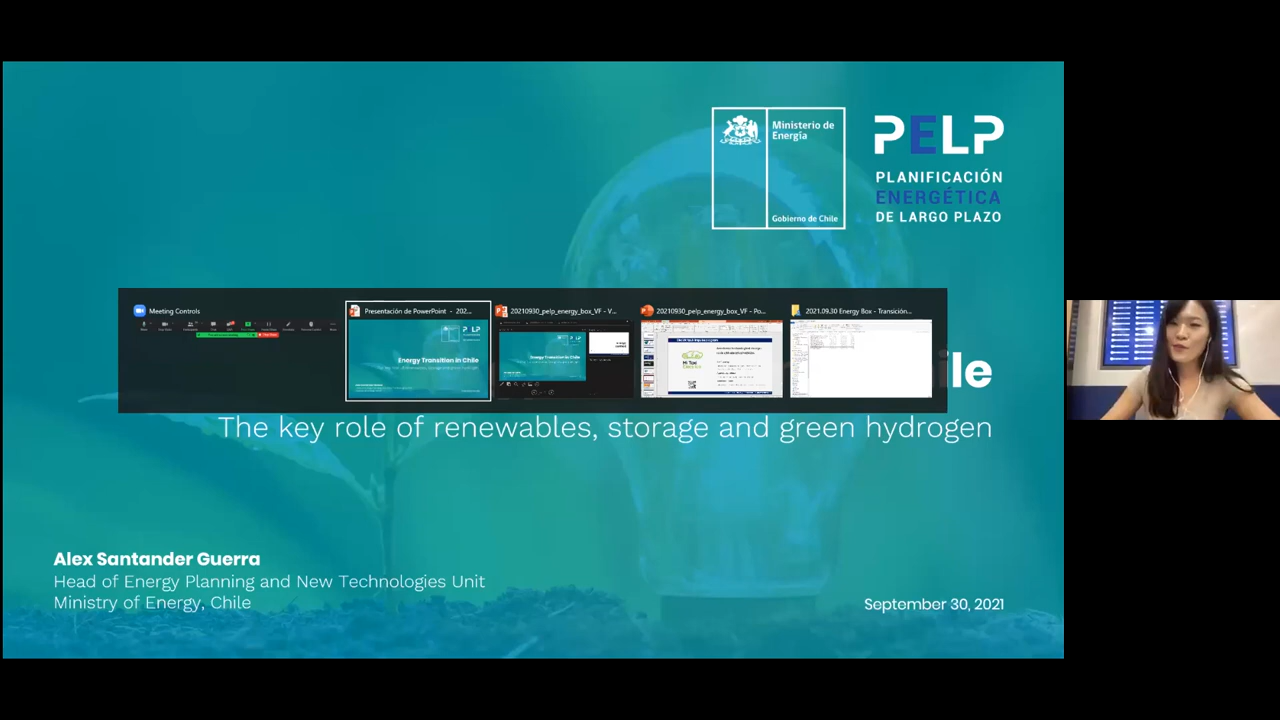 Ministerio de
Energía
Gobierno de Chile
PELP
PLANIFICACIÓN
ENERGÉTICA
DE LARGO PLAZO
Meeting Controls
Presentación de PowerPoint - 202...
20210930_pelp_energy_box_VF - V...
20210930_pelp_energy_box_VF - Po...
2021.09.30 Energy Box - Transición...
Energy Transition in Chile
le
The key role of renewables, storage and green hydrogen
Alex Santander Guerra
Head of Energy Planning and New Technologies Unit
Ministry of Energy, Chile
September 30, 2021